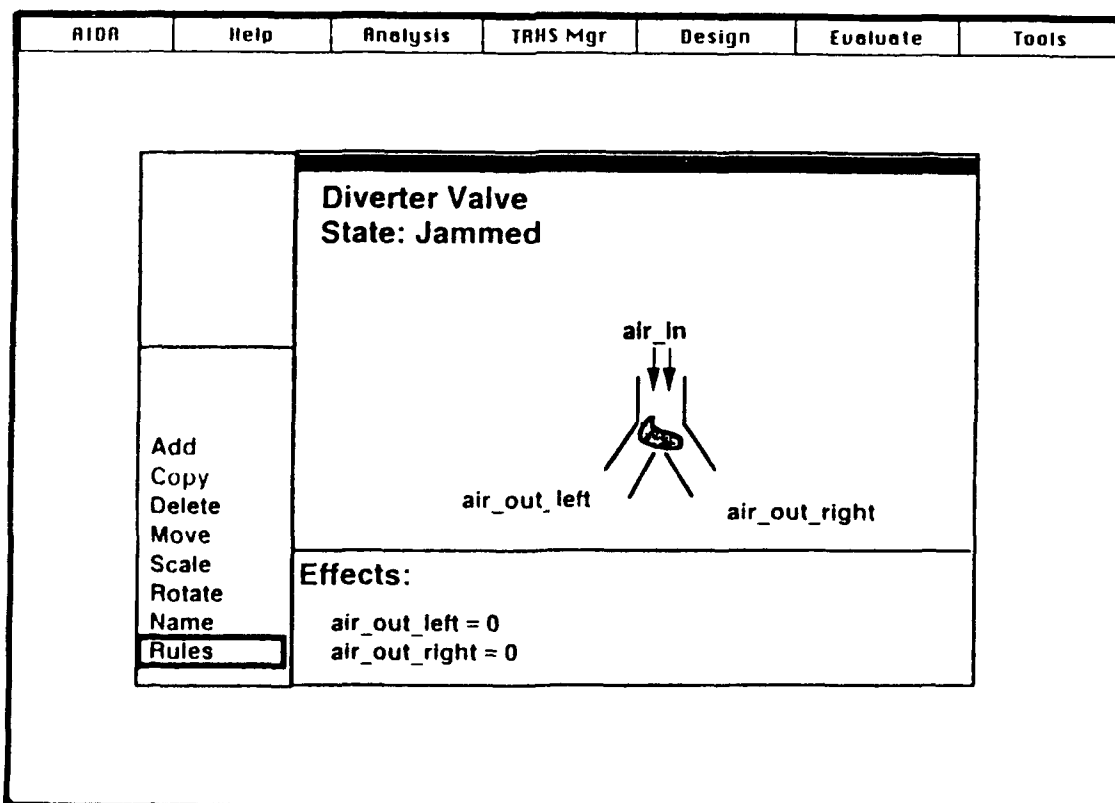 AIDA Help Analysis TRHS Mgr Design Evaluate Tools
Diverter Valve
State: Jammed
air_in
air_out_left
air_out_right
Add
Copy
Delete
Move
Scale
Rotate
Name
Rules
Effects:
air_out_left = 0
air_out_right = 0